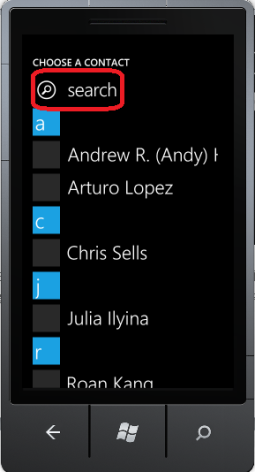 CHOOSE A CONTACT
search
a
Andrew R. (Andy)
Arturo Lopez
c
Chris Sells
j
Julia Ilyina
r
Roan Kang